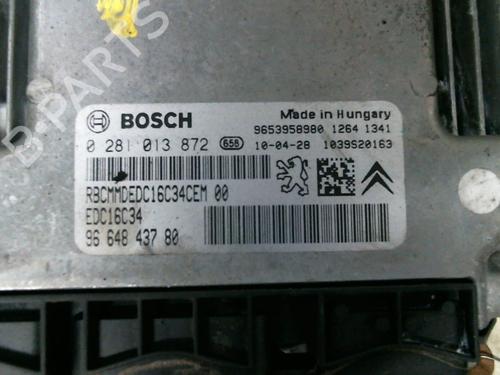 BOSCH
Made in Hungary
0 281 013 872 658
9653958980 1264 1341
10-04-28 1039S20163
RBCMMDEDC16C34CEM 00
EDC16C34
96 648 437 80
B-PARTS